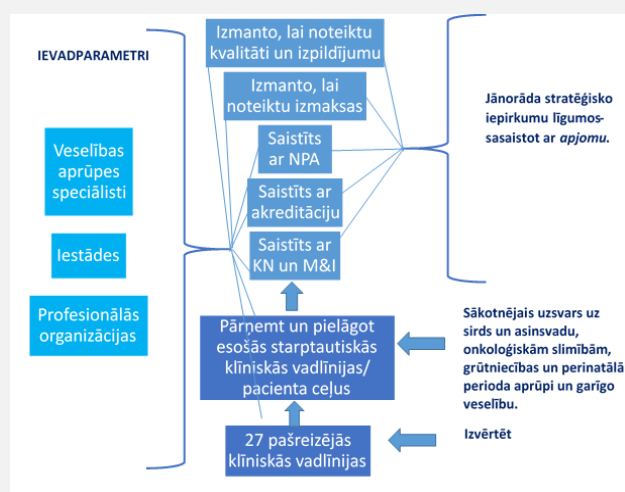 IEVADPARAMETRI
Veselības
aprūpes
speciālisti
Iestādes
Profesionālās
organizācijas
Izmanto, lai noteiktu
kvalitāti un izpildījumu
Izmanto, lai
noteiktu izmaksas
Saistīts
ar NPA
Saistīts ar
akreditāciju
Saistīts ar
KN un M&I
Pārņemt un pielāgot
esošās starptautiskās
klīniskās vadlīnijas/
pacienta ceļus
27 pašreizējās
klīniskās vadlīnijas
Jānorāda stratēģisko
iepirkumu līgumos-
sasaistot ar apjomu.
Sākotnējais uzsvars uz
sirds un asinsvadu,
onkoloģiskām slimībām,
grūtniecības un perinatālā
perioda aprūpi un garīgo
veselību.
Izvērtēt